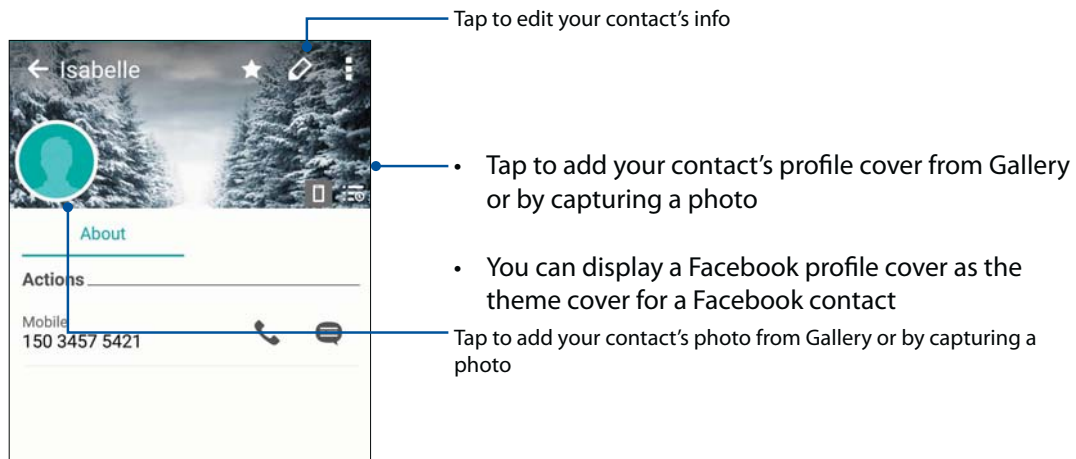 Tap to edit your contact's info
Isabelle
• Tap to add your contact's profile cover from Gallery
or by capturing a photo
About
• You can display a Facebook profile cover as the
theme cover for a Facebook contact
Actions
Mobile
150 3457 5421
Tap to add your contact's photo from Gallery or by capturing a
photo